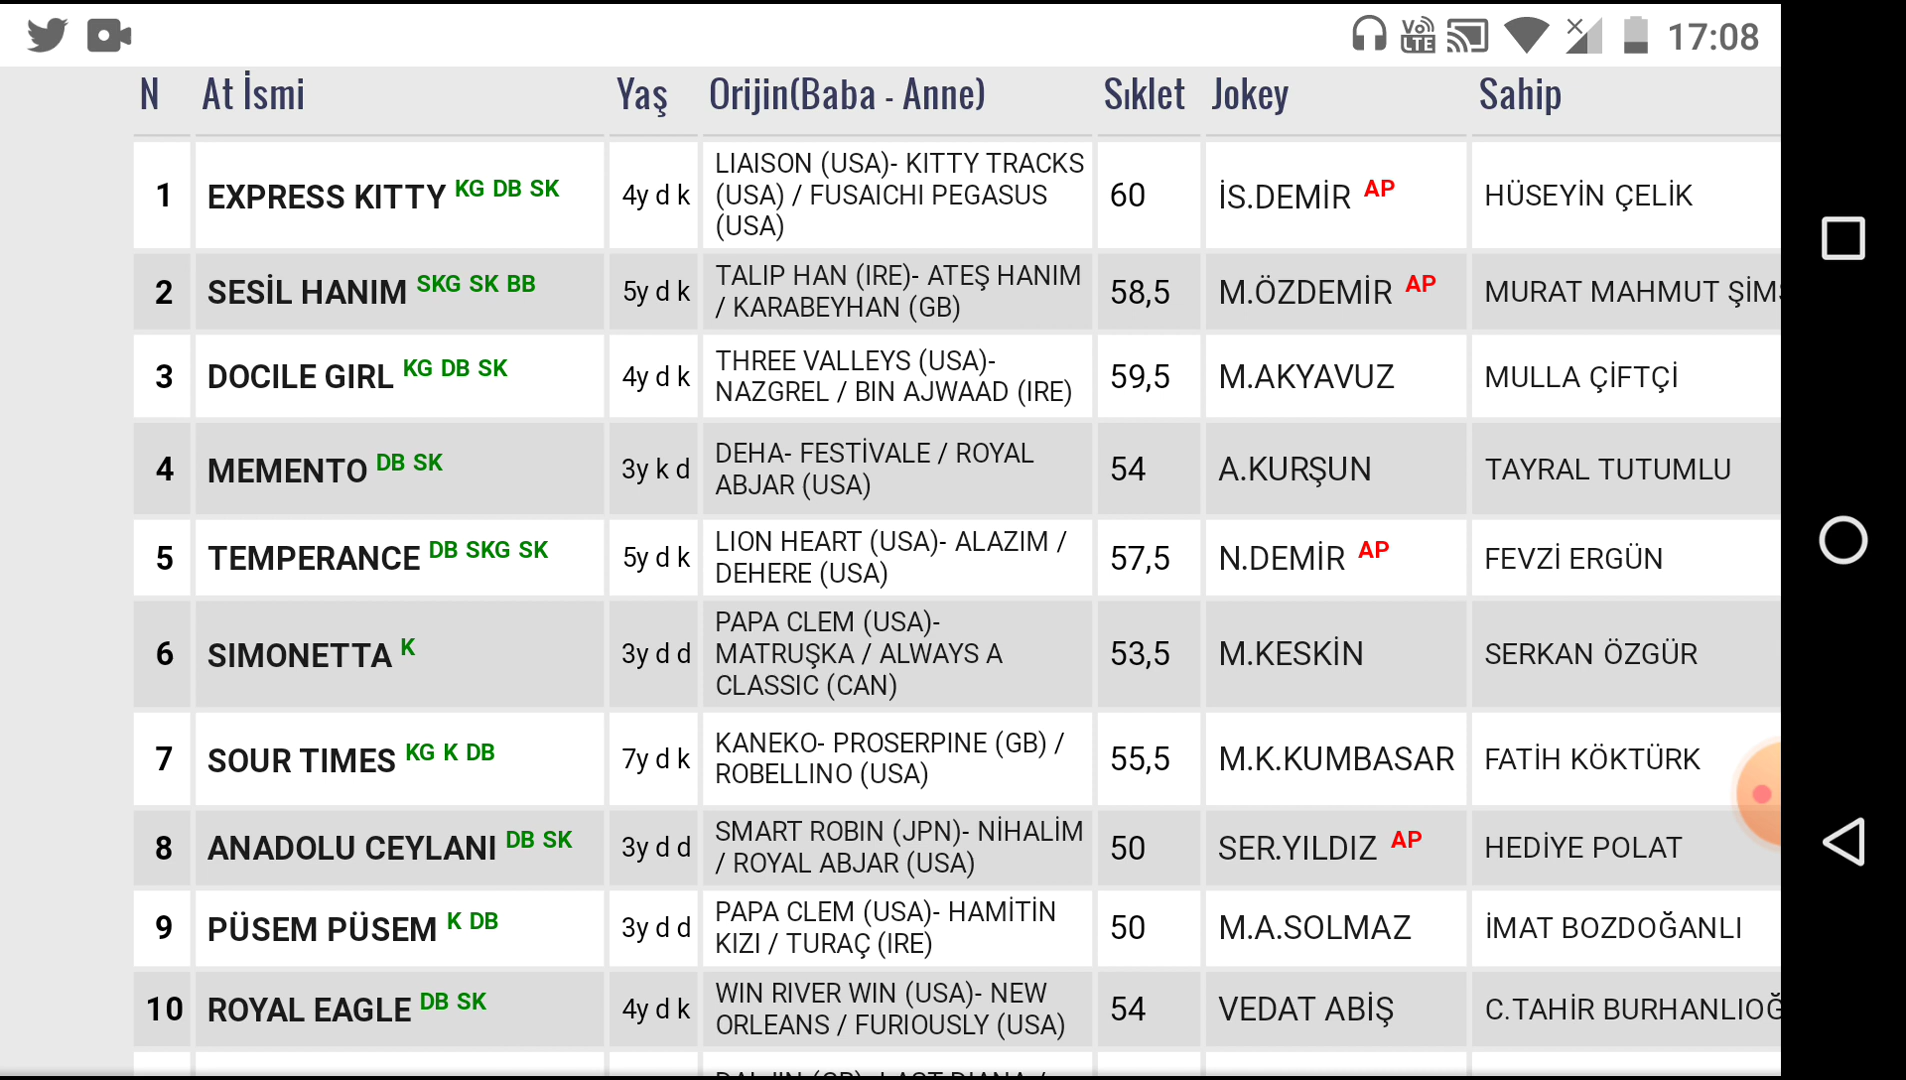 17:08
N At İsmi Yaş Orijin(Baba - Anne) Sıklet Jokey Sahip
1 EXPRESS KITTY KG DB SK 4y d k LIAISON (USA)- KITTY TRACKS (USA) / FUSAICHI PEGASUS (USA) 60 İS.DEMİR AP HÜSEYİN ÇELİK
2 SESİL HANIM SKG SK BB 5y d k TALIP HAN (IRE)- ATEŞ HANIM / KARABEYHAN (GB) 58,5 M.ÖZDEMİR AP MURAT MAHMUT ŞİMŞ
3 DOCILE GIRL KG DB SK 4y d k THREE VALLEYS (USA)- NAZGREL / BIN AJWAAD (IRE) 59,5 M.AKYAVUZ MULLA ÇİFTÇİ
4 MEMENTO DB SK 3y k d DEHA- FESTİVALE / ROYAL ABJAR (USA) 54 A.KURŞUN TAYRAL TUTUMLU
5 TEMPERANCE DB SKG SK 5y d k LION HEART (USA)- ALAZIM / DEHERE (USA) 57,5 N.DEMİR AP FEVZİ ERGÜN
6 SIMONETTA K 3y d d PAPA CLEM (USA)- MATRUŞKA / ALWAYS A CLASSIC (CAN) 53,5 M.KESKİN SERKAN ÖZGÜR
7 SOUR TIMES KG K DB 7y d k KANEKO- PROSERPINE (GB) / ROBELLINO (USA) 55,5 M.K.KUMBASAR FATİH KÖKTÜRK
8 ANADOLU CEYLANI DB SK 3y d d SMART ROBIN (JPN)- NİHALİM / ROYAL ABJAR (USA) 50 SER.YILDIZ AP HEDİYE POLAT
9 PÜSEM PÜSEM K DB 3y d d PAPA CLEM (USA)- HAMİTİN KIZI / TURAÇ (IRE) 50 M.A.SOLMAZ İMAT BOZDOĞANLI
10 ROYAL EAGLE DB SK 4y d k WIN RIVER WIN (USA)- NEW ORLEANS / FURIOUSLY (USA) 54 VEDAT ABİŞ C.TAHİR BURHANLIOĞ